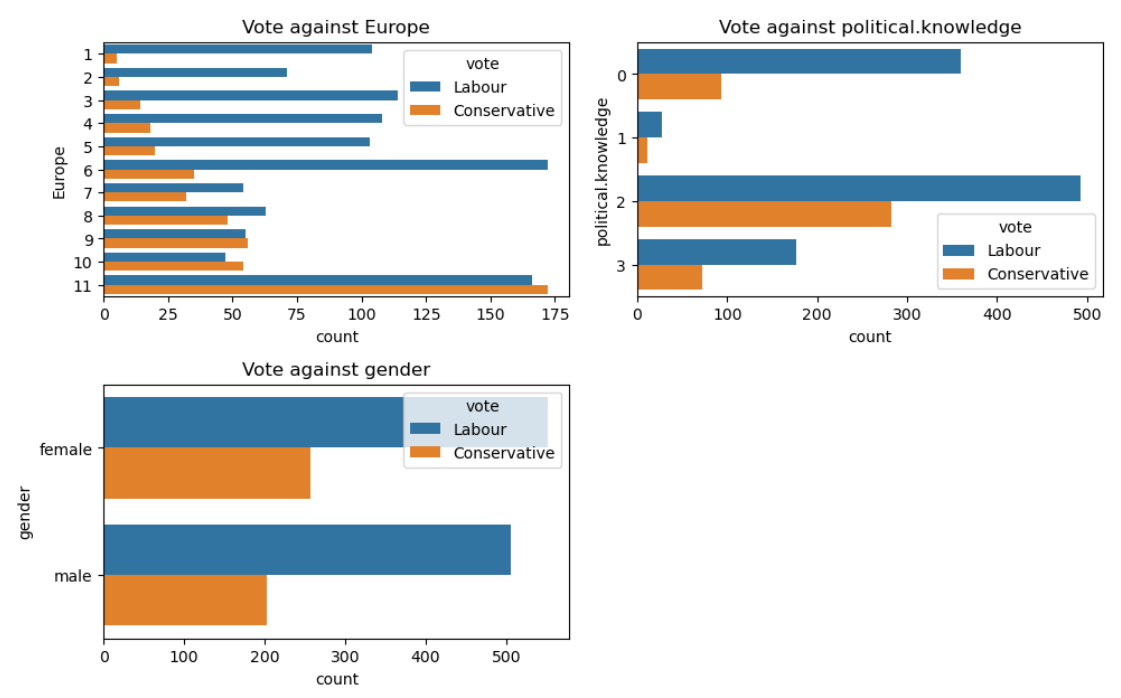 Vote against Europe
Europe
1
2
3
4
5
6
7
8
9
10
11
vote
Labour
Conservative
0 25 50 75 100 125 150 175
count
Vote against political.knowledge
political.knowledge
0
1
2
3
vote
Labour
Conservative
0 100 200 300 400 500
count
Vote against gender
gender
female
male
vote
Labour
Conservative
0 100 200 300 400 500
count